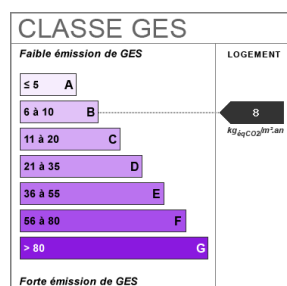 CLASSE GES
Faible émission de GES
LOGEMENT
≤ 5 A
6 à 10 B
8
kgéqCO2/m².an
11 à 20 C
21 à 35 D
36 à 55 E
56 à 80 F
> 80 G
Forte émission de GES